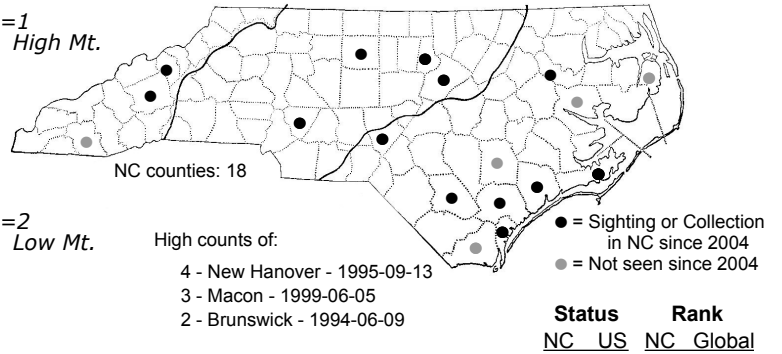 =1
High Mt.
NC counties: 18
=2
Low Mt.
High counts of:
4 - New Hanover - 1995-09-13
3 - Macon - 1999-06-05
2 - Brunswick - 1994-06-09
● = Sighting or Collection
in NC since 2004
● = Not seen since 2004
Status Rank
NC US NC Global